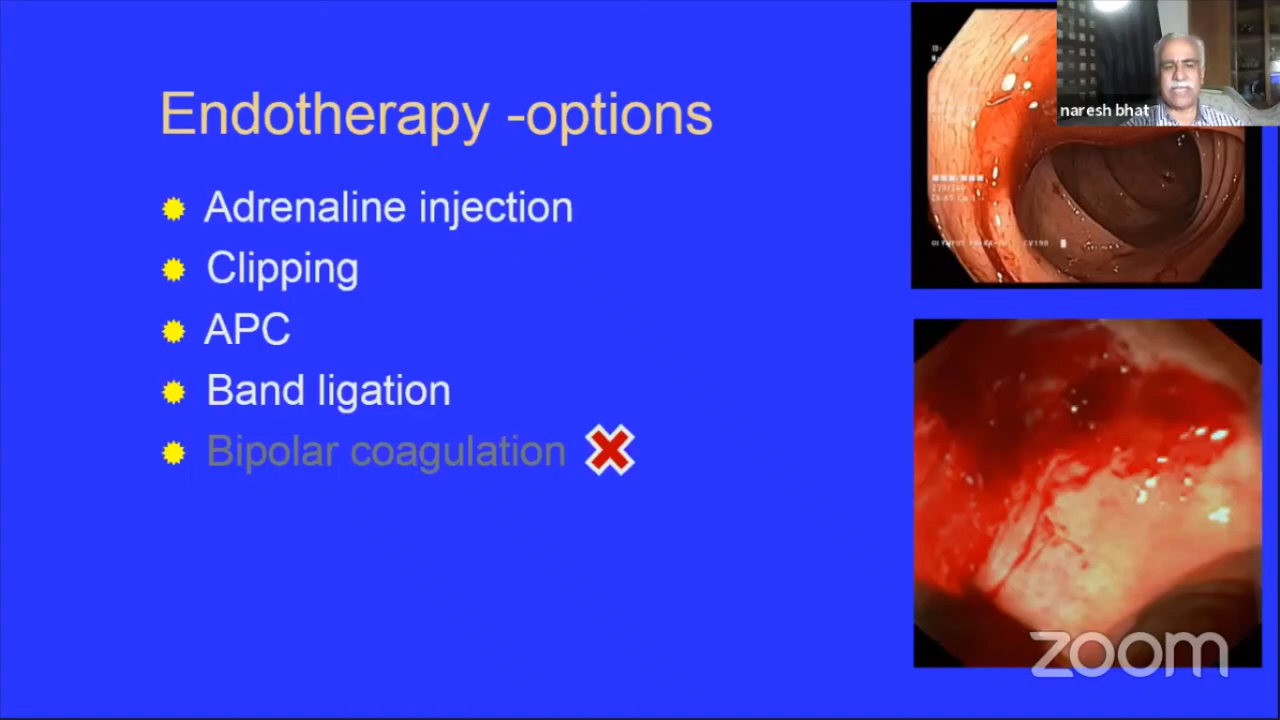 Endotherapy -options
Adrenaline injection
Clipping
APC
Band ligation
Bipolar coagulation
naresh bhat
zoom